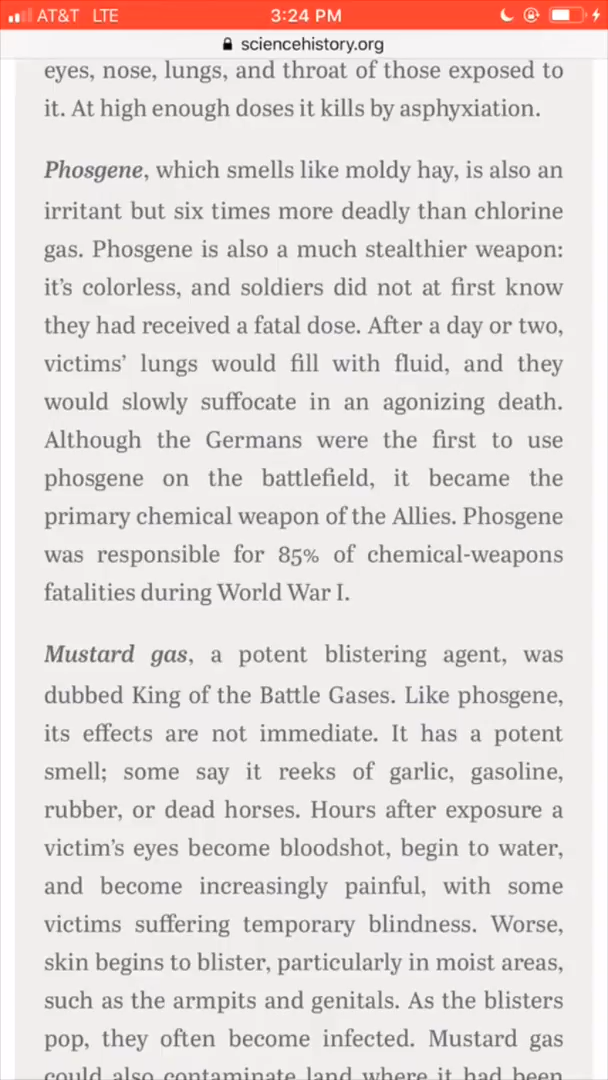 AT&T LTE 3:24 PM
sciencehistory.org
eyes, nose, lungs, and throat of those exposed to
it. At high enough doses it kills by asphyxiation.
Phosgene, which smells like moldy hay, is also an
irritant but six times more deadly than chlorine
gas. Phosgene is also a much stealthier weapon:
it’s colorless, and soldiers did not at first know
they had received a fatal dose. After a day or two,
victims’ lungs would fill with fluid, and they
would slowly suffocate in an agonizing death.
Although the Germans were the first to use
phosgene on the battlefield, it became the
primary chemical weapon of the Allies. Phosgene
was responsible for 85% of chemical-weapons
fatalities during World War I.
Mustard gas, a potent blistering agent, was
dubbed King of the Battle Gases. Like phosgene,
its effects are not immediate. It has a potent
smell; some say it reeks of garlic, gasoline,
rubber, or dead horses. Hours after exposure a
victim’s eyes become bloodshot, begin to water,
and become increasingly painful, with some
victims suffering temporary blindness. Worse,
skin begins to blister, particularly in moist areas,
such as the armpits and genitals. As the blisters
pop, they often become infected. Mustard gas
could also contaminate land where it had been